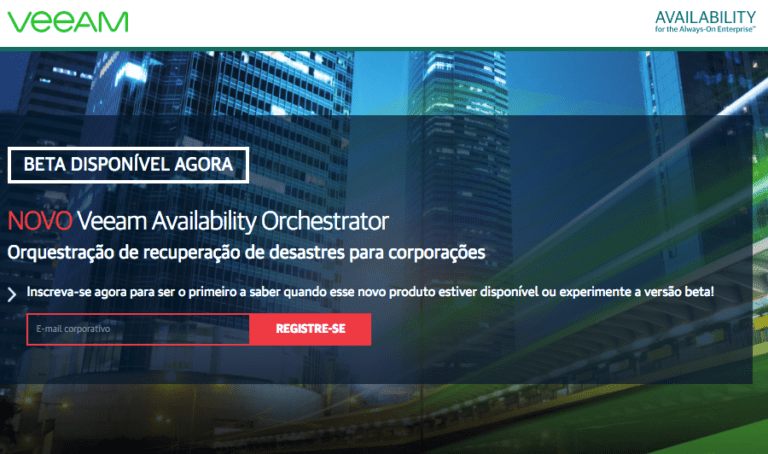 veeam
AVAILABILITY
for the Always-On Enterprise™
BETA DISPONÍVEL AGORA
NOVO Veeam Availability Orchestrator
Orquestração de recuperação de desastres para corporações
Inscreva-se agora para ser o primeiro a saber quando esse novo produto estiver disponível ou experimente a versão beta!
E-mail corporativo
REGISTRE-SE